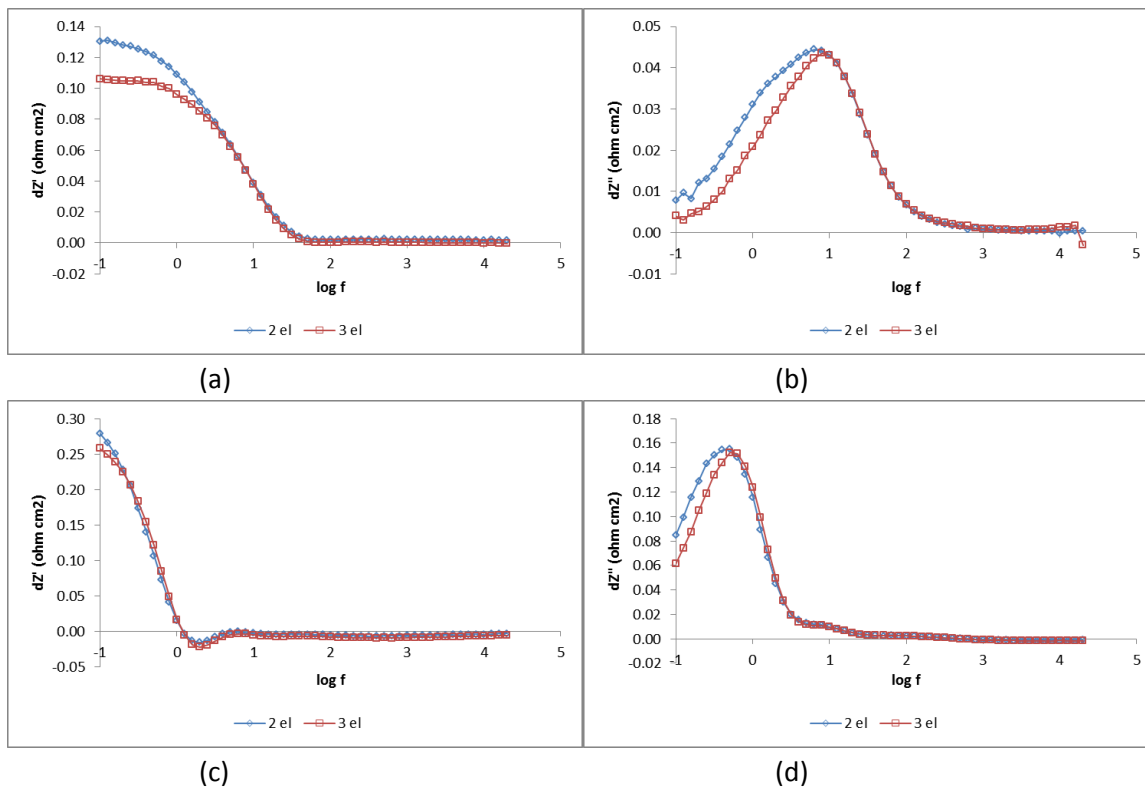 0.14
0.12
0.10
0.08
0.06
0.04
0.02
0.00
-0.02
dZ' (ohm cm2)
-1 0 1 2 3 4 5
log f
2 el 3 el
(a)
0.05
0.04
0.03
0.02
0.01
0.00
-0.01
dZ" (ohm cm2)
-1 0 1 2 3 4 5
log f
2 el 3 el
(b)
0.30
0.25
0.20
0.15
0.10
0.05
0.00
-0.05
dZ' (ohm cm2)
-1 0 1 2 3 4 5
log f
2 el 3 el
(c)
0.18
0.16
0.14
0.12
0.10
0.08
0.06
0.04
0.02
0.00
-0.02
dZ" (ohm cm2)
-1 0 1 2 3 4 5
log f
2 el 3 el
(d)